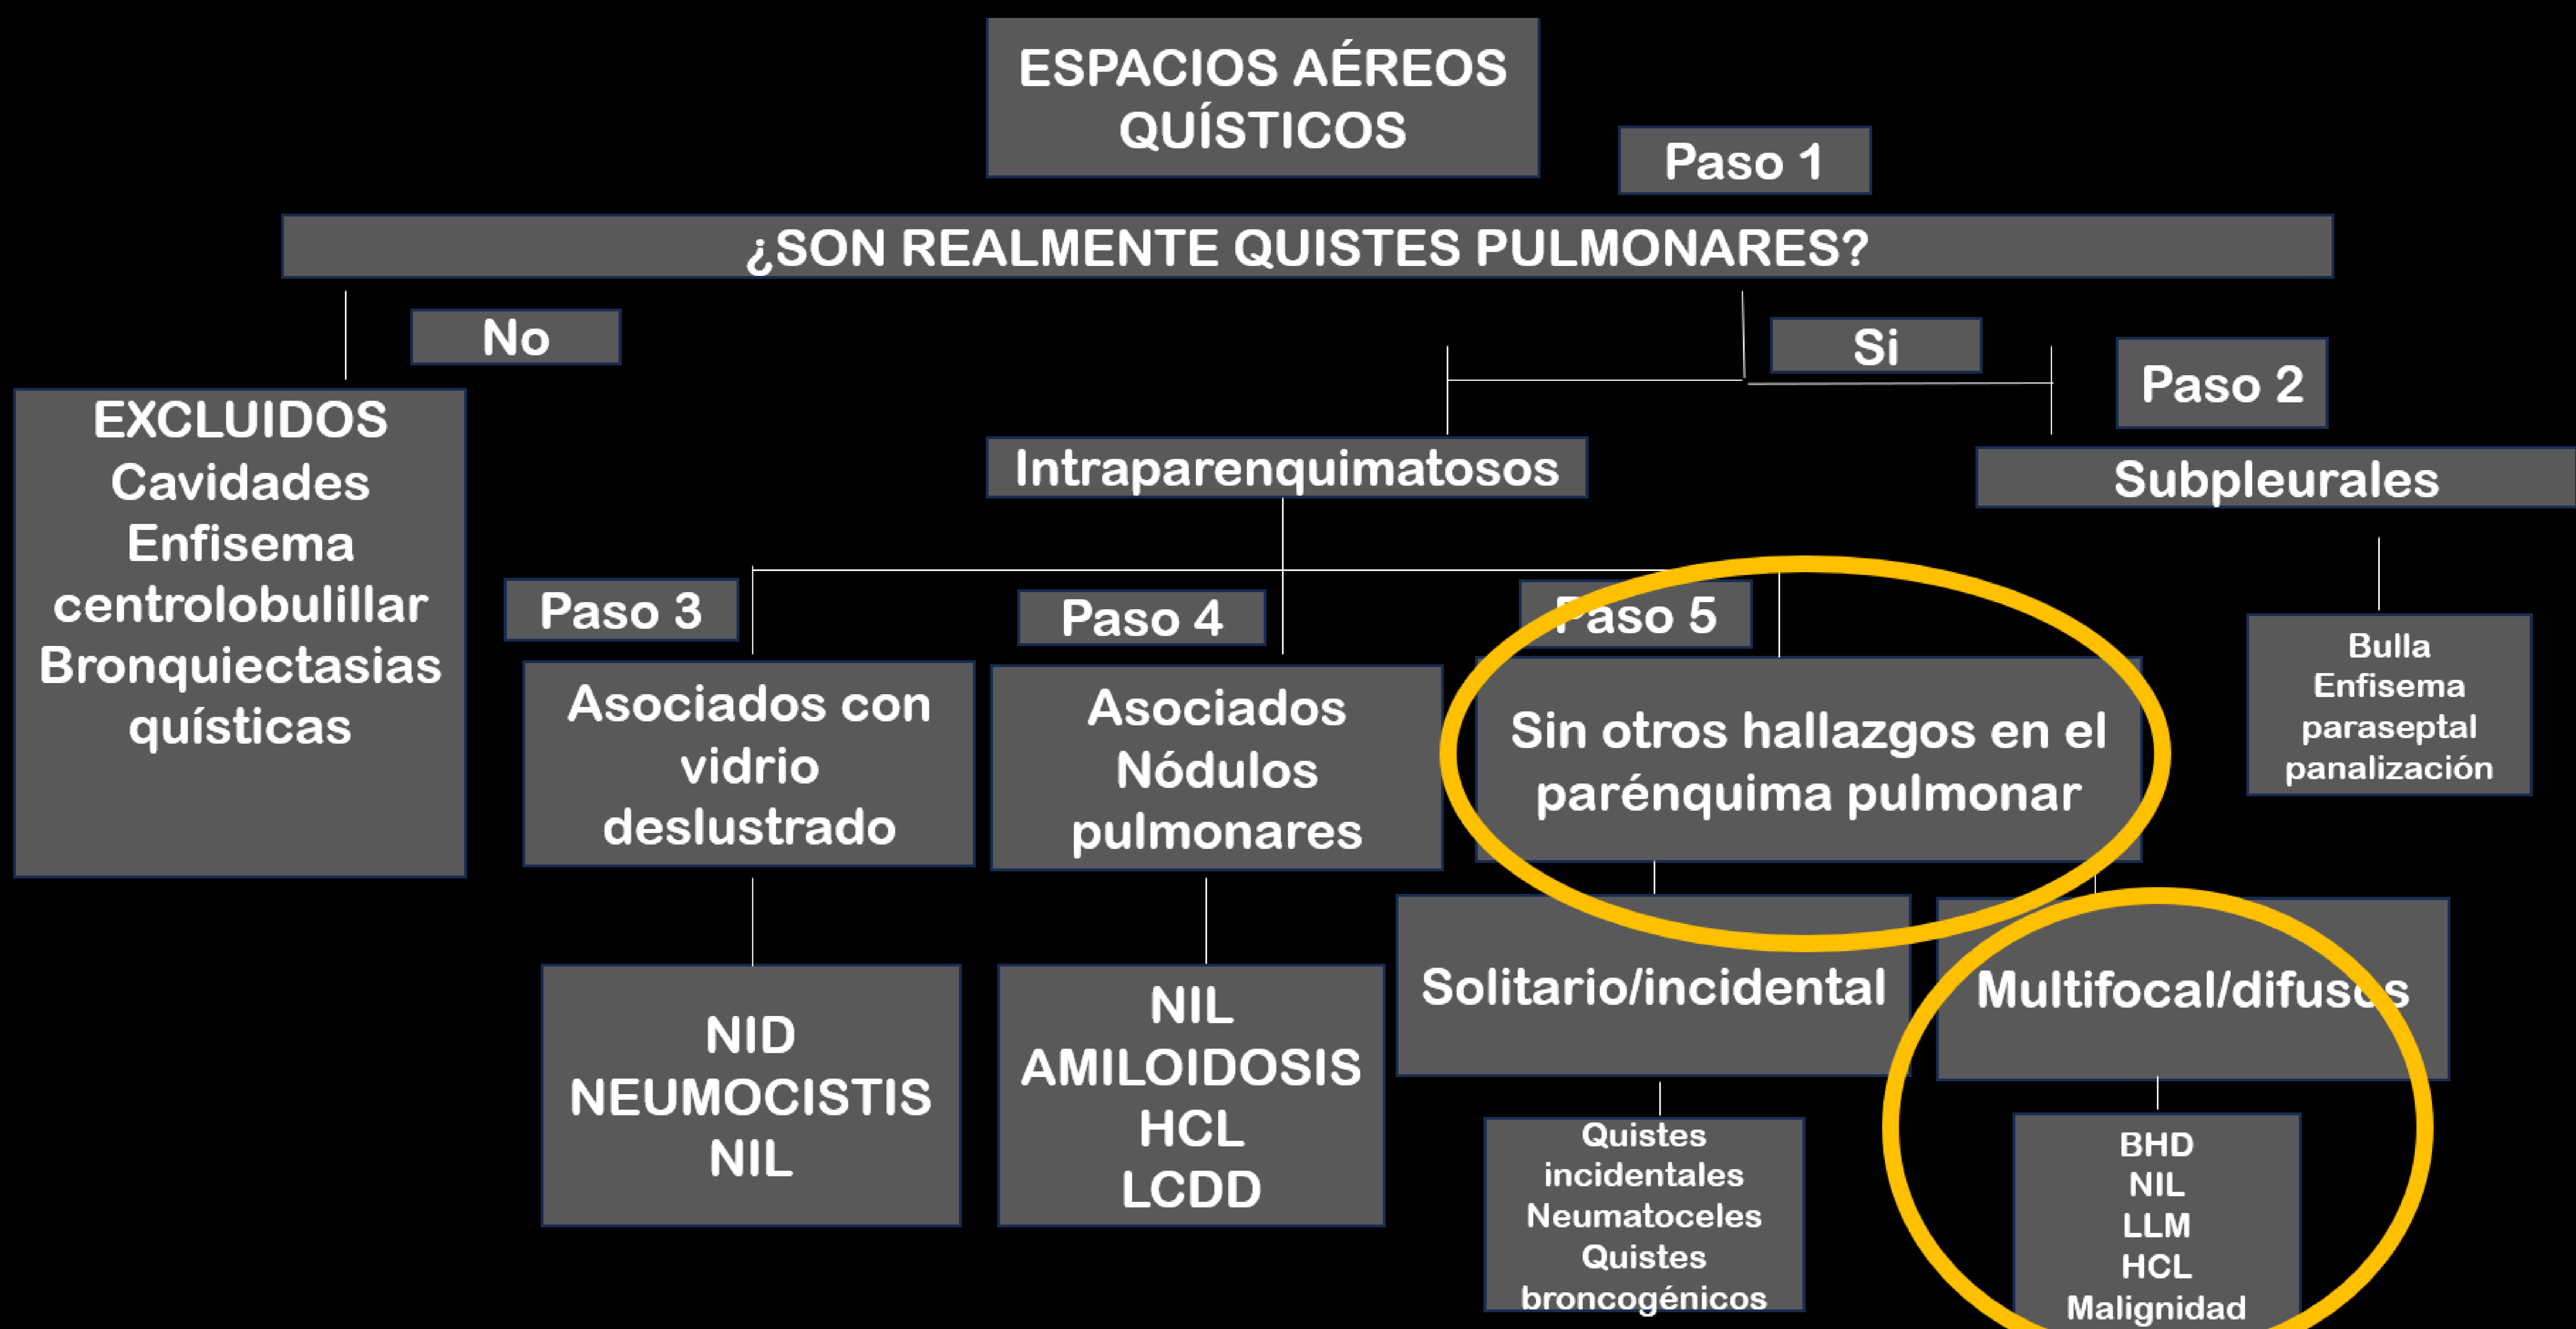 ESPACIOS AÉREOS
QUÍSTICOS
Paso 1
¿SON REALMENTE QUISTES PULMONARES?
No
Si
Paso 2
EXCLUIDOS
Cavidades
Enfisema
centrolobulillar
Bronquiectasias
quísticas
Intraparenquimatosos
Subpleurales
Bulla
Enfisema
paraseptal
panalización
Paso 3
Asociados con
vidrio
deslustrado
NID
NEUMOCISTIS
NIL
Paso 4
Asociados
Nódulos
pulmonares
NIL
AMILOIDOSIS
HCL
LCDD
Paso 5
Sin otros hallazgos en el
parénquima pulmonar
Solitario/incidental
Quistes
incidentales
Neumatoceles
Quistes
broncogénicos
Multifocal/difusos
BHD
NIL
LLM
HCL
Malignidad